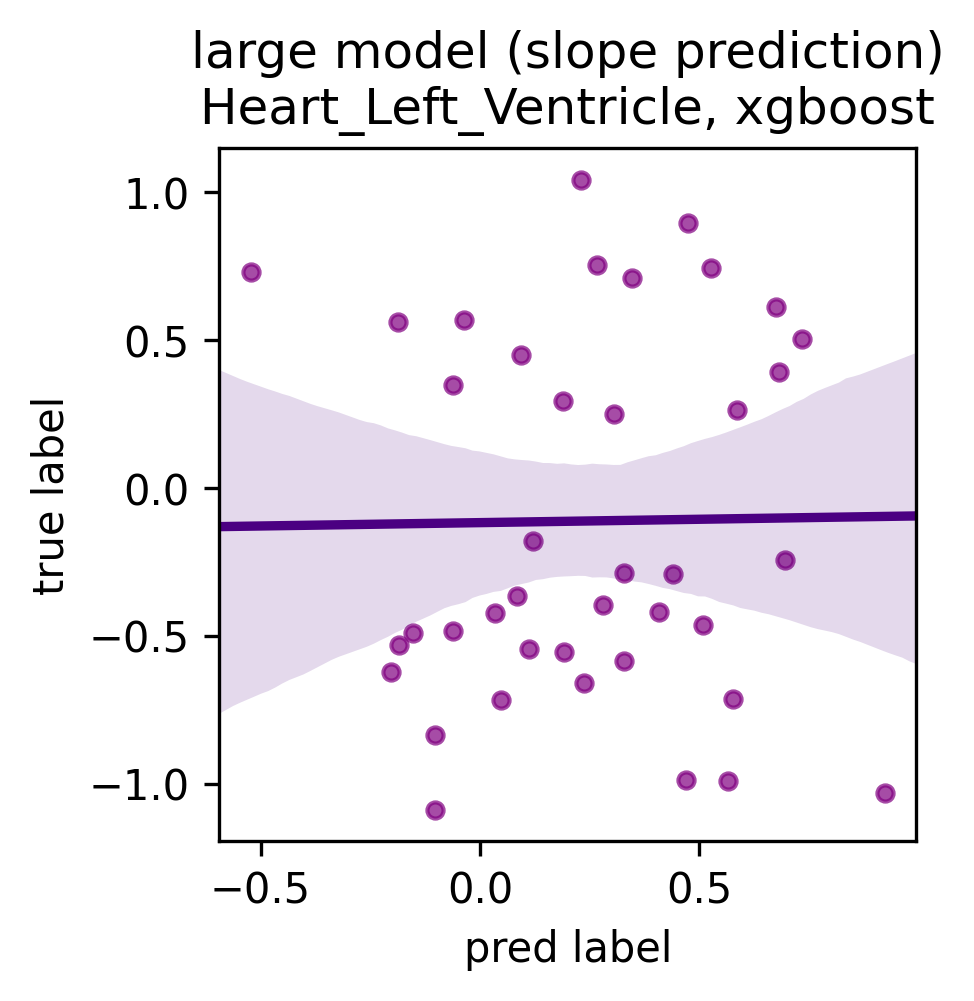 large model (slope prediction)
Heart_Left_Ventricle, xgboost
1.0
0.5
0.0
−0.5
−1.0
true label
−0.5 0.0 0.5
pred label